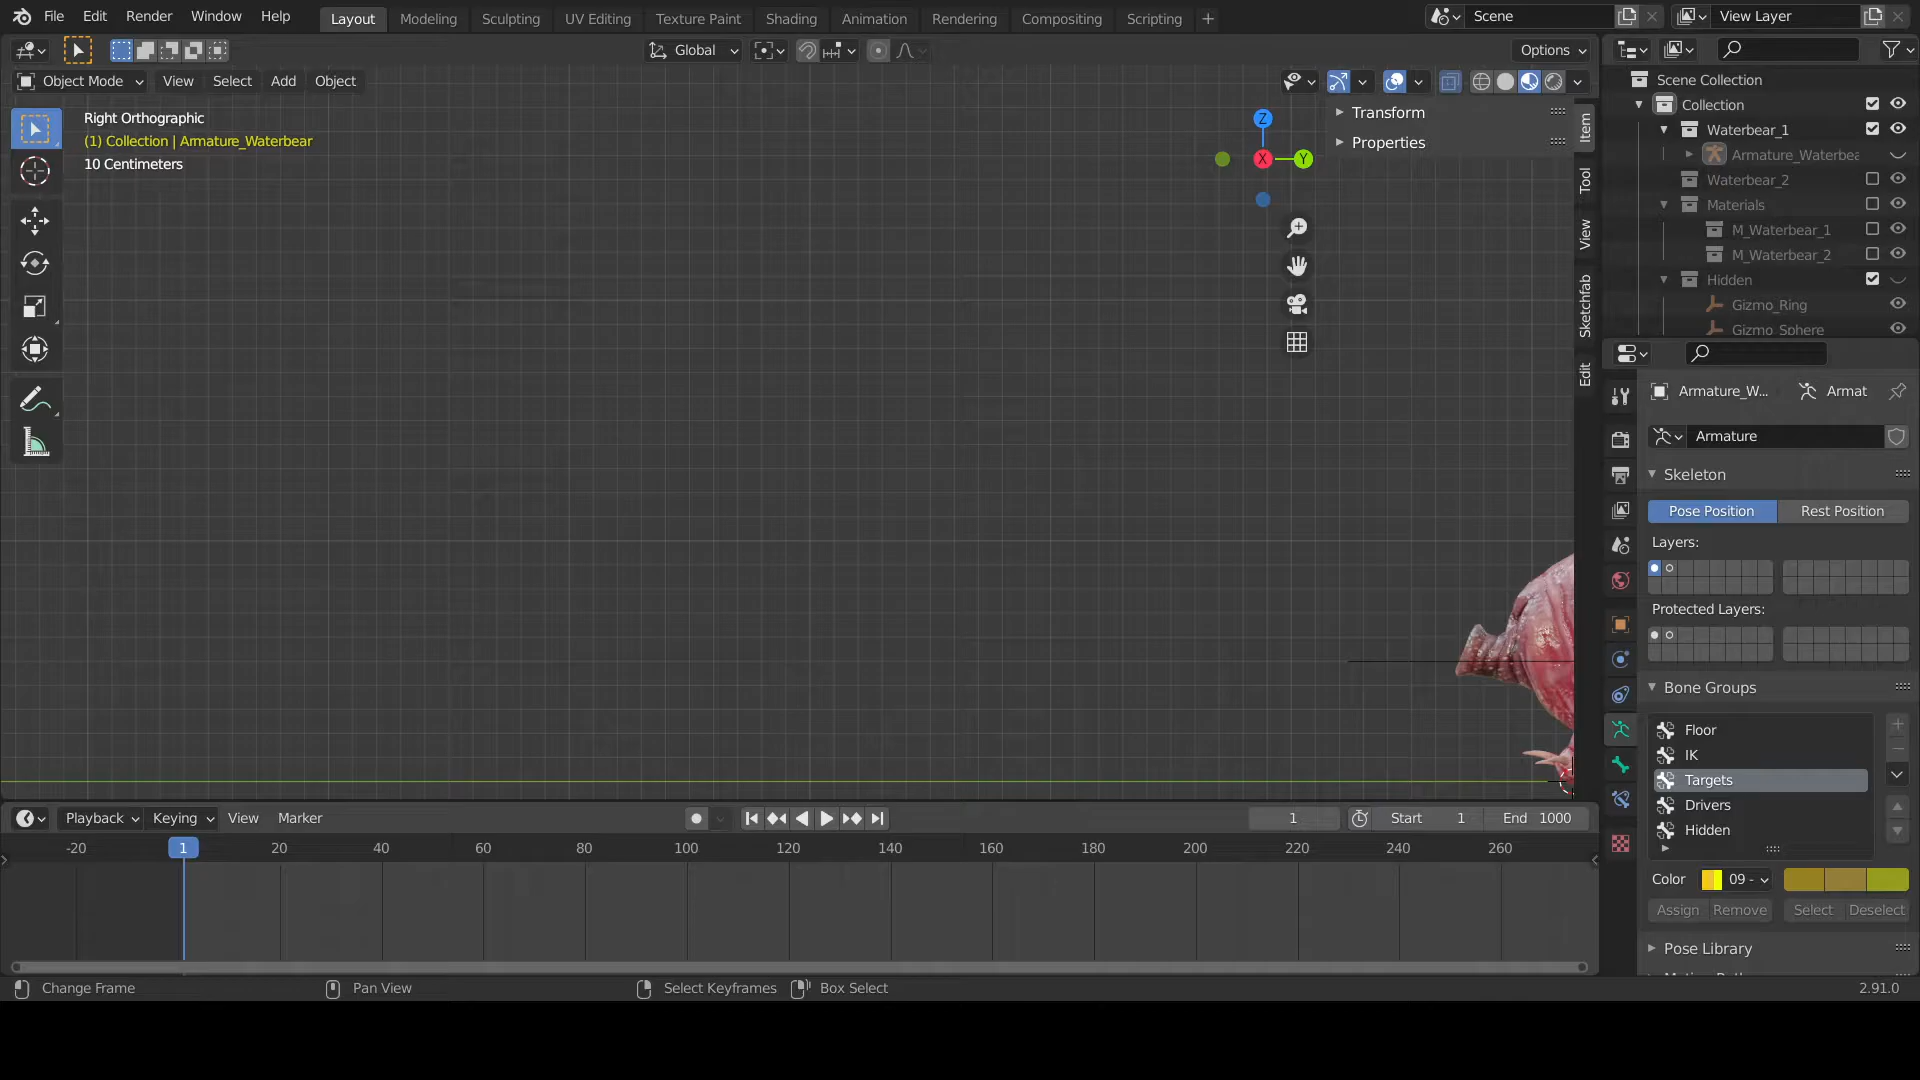 File Edit Render Window Help
Layout Modeling Sculpting UV Editing Texture Paint Shading Animation Rendering Compositing Scripting +
Scene
View Layer
Global
Options
Object Mode View Select Add Object
Right Orthographic
(1) Collection | Armature_Waterbear
10 Centimeters
Z
X
Y
Transform
Properties
Item
Tool
View
Sketchfab
Edit
Scene Collection
Collection
Waterbear_1
Armature_Waterbea
Waterbear_2
Materials
M_Waterbear_1
M_Waterbear_2
Hidden
Gizmo_Ring
Gizmo_Sphere
Armature_W... Armat
Armature
Skeleton
Pose Position Rest Position
Layers:
Protected Layers:
Bone Groups
Floor
IK
Targets
Drivers
Hidden
Color 09 -
Assign Remove Select Deselect
Pose Library
Playback Keying View Marker
1 Start 1 End 1000
-20 1 20 40 60 80 100 120 140 160 180 200 220 240 260
Change Frame Pan View Select Keyframes Box Select 2.91.0